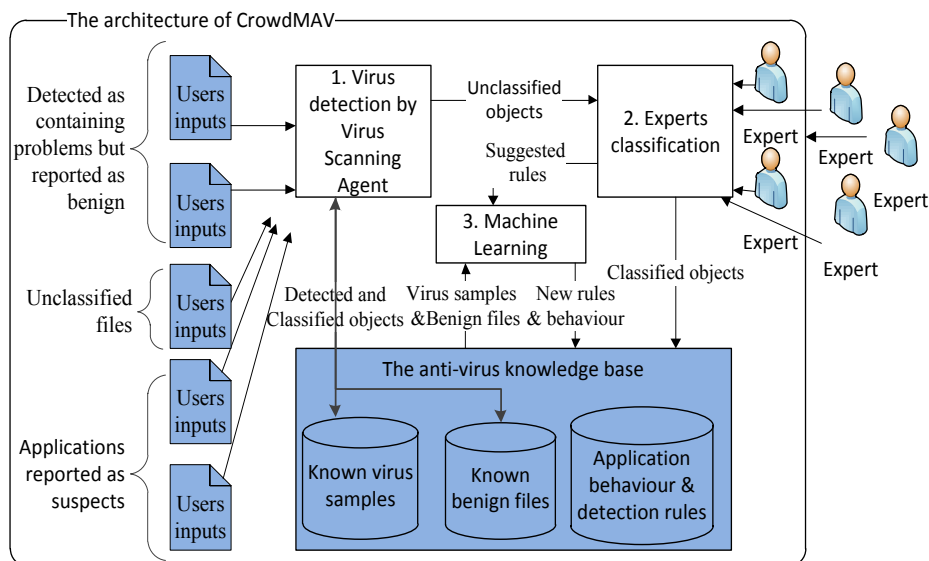 The architecture of CrowdMAV
Detected as
containing
problems but
reported as
benign
Unclassified
files
Applications
reported as
suspects
Users
inputs
Users
inputs
Users
inputs
Users
inputs
Users
inputs
1. Virus
detection by
Virus
Scanning
Agent
Unclassified
objects
Suggested
rules
2. Experts
classification
3. Machine
Learning
Expert
Expert
Expert
Expert
Expert
Detected and
Classified objects
Virus samples
&Benign files
New rules
& behaviour
Classified objects
The anti-virus knowledge base
Known virus
samples
Known
benign files
Application
behaviour &
detection rules